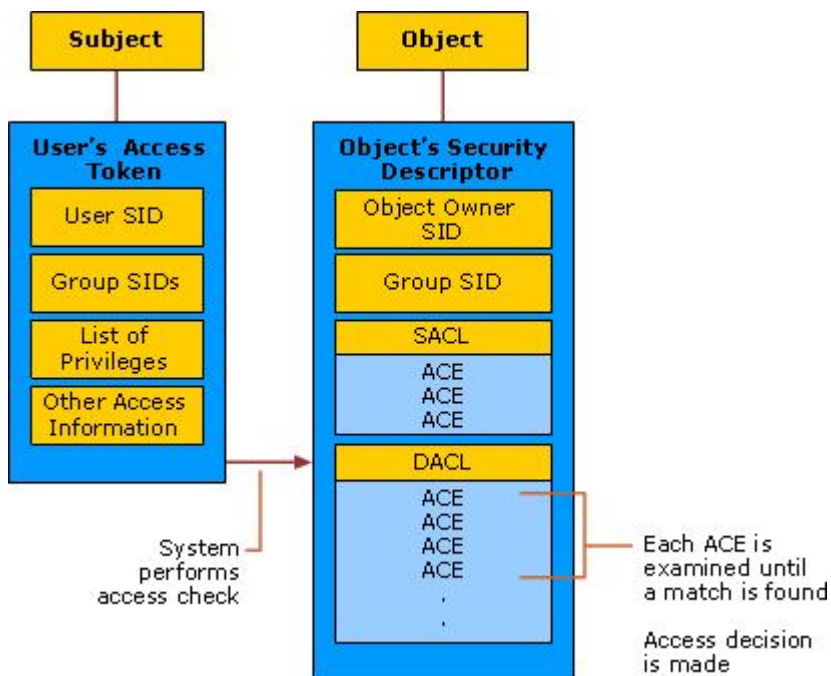 Subject
User's Access
Token
User SID
Group SIDs
List of
Privileges
Other Access
Information
System
performs
access check
Object
Object's Security
Descriptor
Object Owner
SID
Group SID
SACL
ACE
ACE
ACE
DACL
ACE
ACE
ACE
ACE
.
.
Each ACE is
examined until
a match is found
Access decision
is made